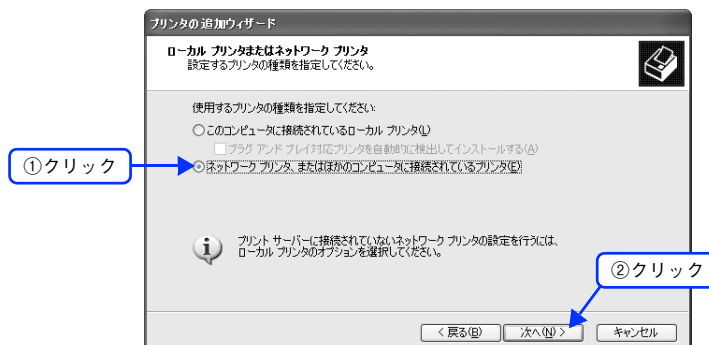 プリンタの追加ウィザード
ローカル プリンタまたはネットワーク プリンタ
設定するプリンタの種類を指定してください。
使用するプリンタの種類を指定してください:
このコンピュータに接続されているローカル プリンタ(L)
プラグ アンド プレイ対応プリンタを自動的に検出してインストールする(A)
①クリック
ネットワーク プリンタ、またはほかのコンピュータに接続されているプリンタ(E)
プリント サーバーに接続されていないネットワーク プリンタの設定を行うには、
ローカル プリンタのオプションを選択してください。
②クリック
< 戻る(B)
次へ(N) >
キャンセル